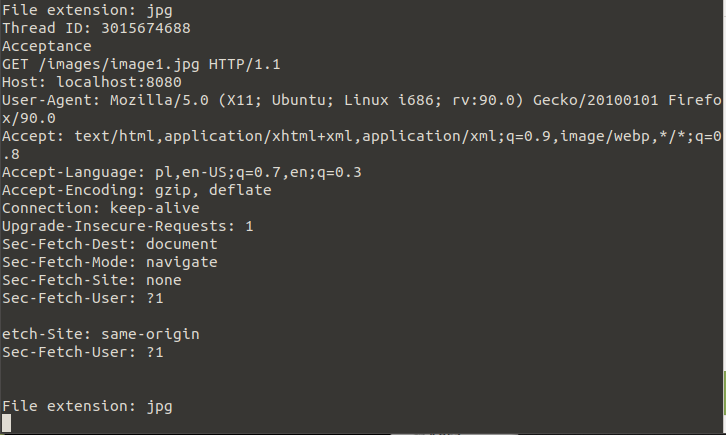 File extension: jpg
Thread ID: 3015674688
Acceptance
GET /images/image1.jpg HTTP/1.1
Host: localhost:8080
User-Agent: Mozilla/5.0 (X11; Ubuntu; Linux i686; rv:90.0) Gecko/20100101 Firefo
x/90.0
Accept: text/html,application/xhtml+xml,application/xml;q=0.9,image/webp,*/*;q=0
.8
Accept-Language: pl,en-US;q=0.7,en;q=0.3
Accept-Encoding: gzip, deflate
Connection: keep-alive
Upgrade-Insecure-Requests: 1
Sec-Fetch-Dest: document
Sec-Fetch-Mode: navigate
Sec-Fetch-Site: none
Sec-Fetch-User: ?1
etch-Site: same-origin
Sec-Fetch-User: ?1
File extension: jpg